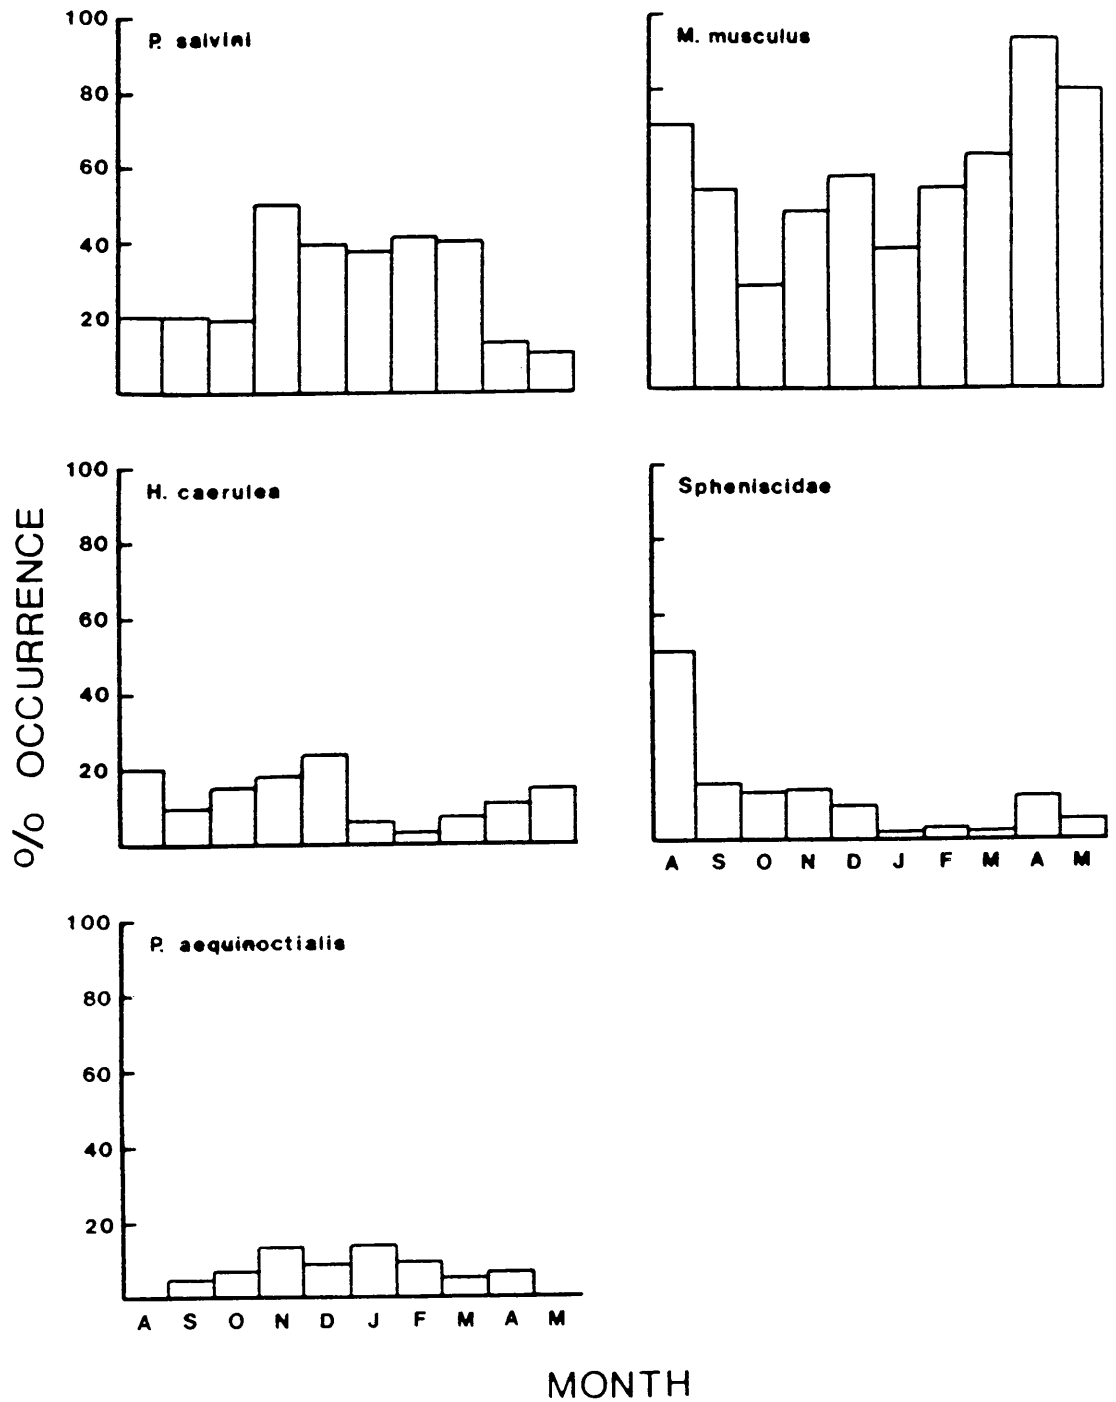 P. salvini
100
80
60
40
20
M. musculus
H. caerulea
100
80
60
40
20
Spheniscidae
A S O N D J F M A M
P. aequinoctialis
100
80
60
40
20
A S O N D J F M A M
% OCCURRENCE
MONTH